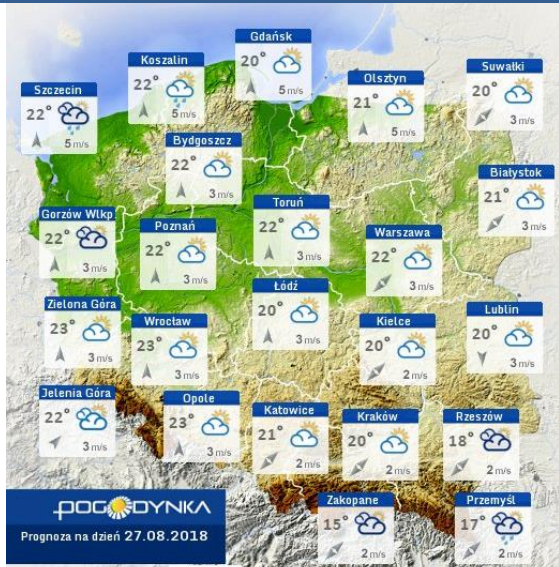 Gdańsk
20°
5 m/s
Koszalin
22°
5 m/s
Szczecin
22°
5 m/s
Olsztyn
21°
5 m/s
Suwałki
20°
3 m/s
Bydgoszcz
22°
3 m/s
Białystok
21°
3 m/s
Gorzów Wlkp.
22°
3 m/s
Poznań
22°
3 m/s
Toruń
22°
3 m/s
Warszawa
22°
3 m/s
Zielona Góra
23°
3 m/s
Wrocław
23°
3 m/s
Łódź
20°
3 m/s
Kielce
20°
2 m/s
Lublin
20°
3 m/s
Jelenia Góra
22°
3 m/s
Opole
23°
3 m/s
Katowice
21°
2 m/s
Kraków
20°
2 m/s
Rzeszów
18°
2 m/s
Zakopane
15°
2 m/s
Przemyśl
17°
2 m/s
POGODYNKA
Prognoza na dzień 27.08.2018